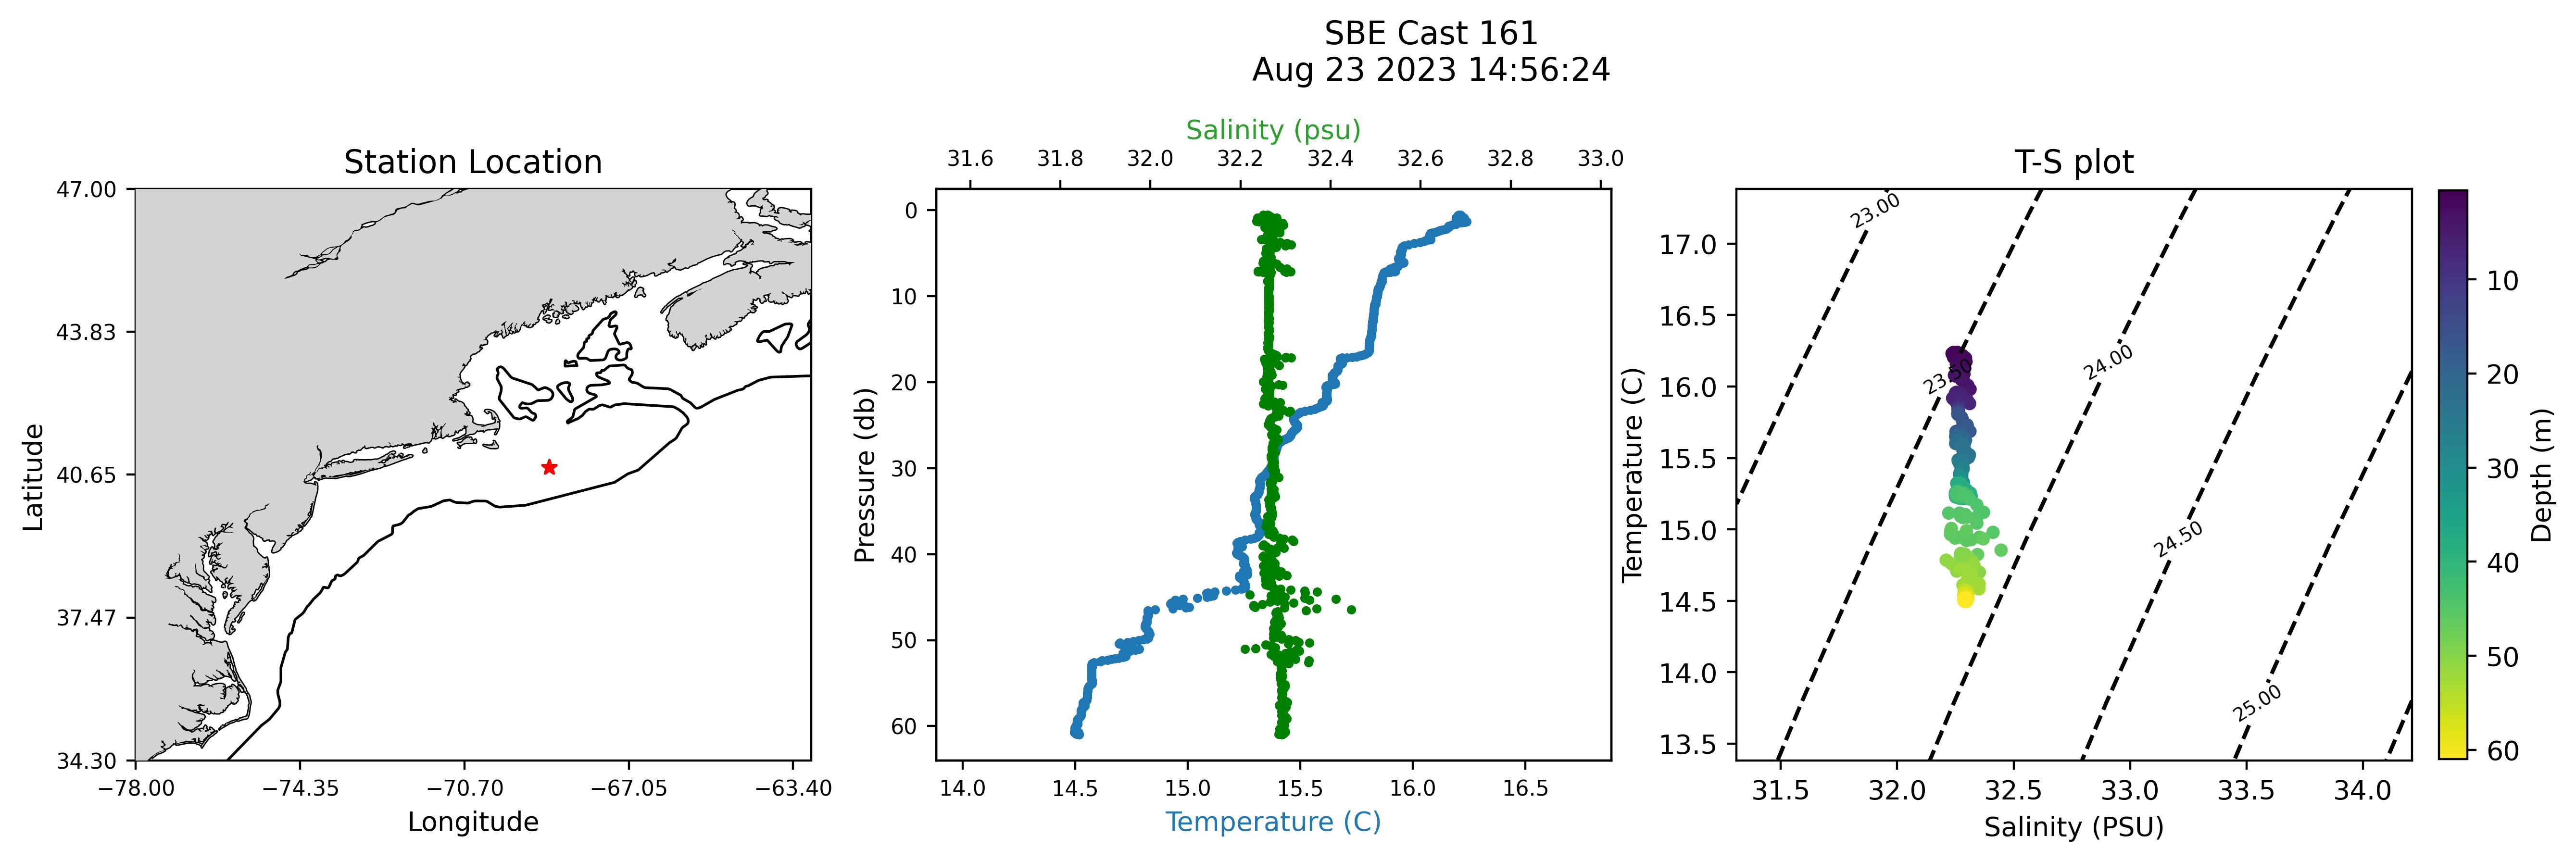 SBE Cast 161
Aug 23 2023 14:56:24
Station Location
47.00
43.83
40.65
37.47
34.30
Latitude
−78.00 −74.35 −70.70 −67.05 −63.40
Longitude
Salinity (psu)
31.6 31.8 32.0 32.2 32.4 32.6 32.8 33.0
0
10
20
30
40
50
60
Pressure (db)
14.0 14.5 15.0 15.5 16.0 16.5
Temperature (C)
T-S plot
17.0
16.5
16.0
15.5
15.0
14.5
14.0
13.5
Temperature (C)
23.00
23.50
24.00
24.50
25.00
31.5 32.0 32.5 33.0 33.5 34.0
Salinity (PSU)
10
20
30
40
50
60
Depth (m)